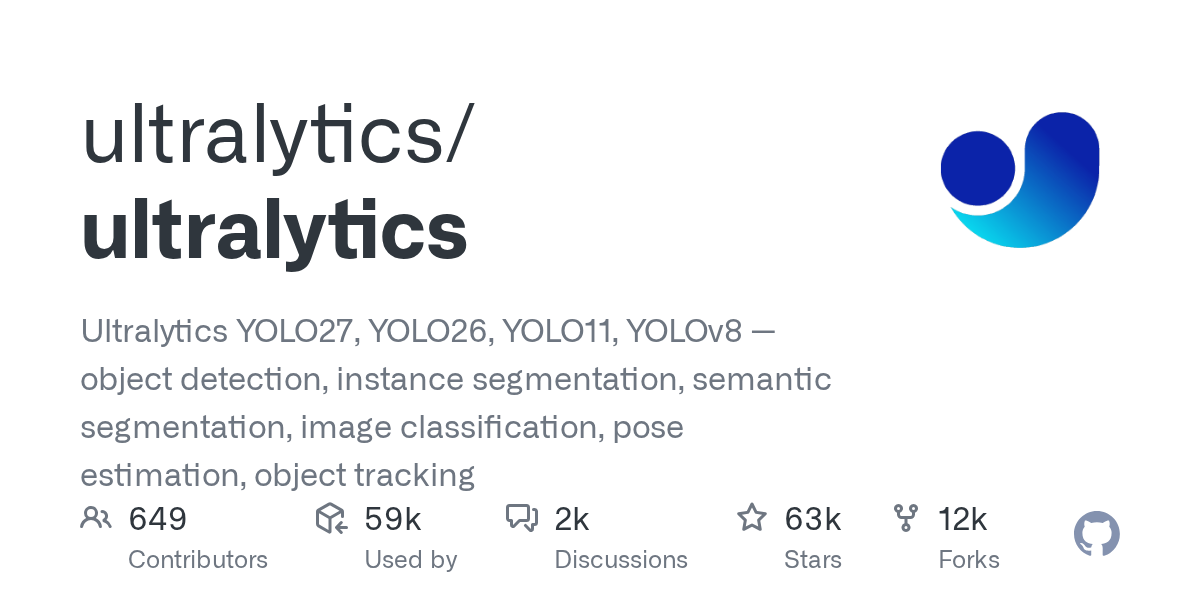 ultralytics/
ultralytics
Ultralytics YOLO27, YOLO26, YOLO11, YOLOv8 —
object detection, instance segmentation, semantic
segmentation, image classification, pose
estimation, object tracking
649 59k 2k 63k 12k
Contributors Used by Discussions Stars Forks